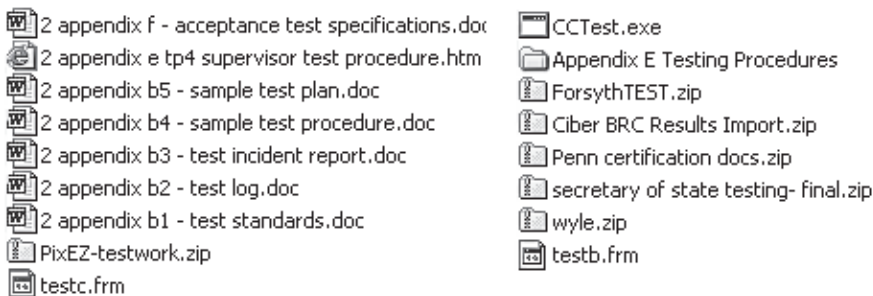 2 appendix f - acceptance test specifications.doc
2 appendix e tp4 supervisor test procedure.htm
2 appendix b5 - sample test plan.doc
2 appendix b4 - sample test procedure.doc
2 appendix b3 - test incident report.doc
2 appendix b2 - test log.doc
2 appendix b1 - test standards.doc
PixEZ-testwork.zip
testc.frm
CCTest.exe
Appendix E Testing Procedures
ForsythTEST.zip
Ciber BRC Results Import.zip
Penn certification docs.zip
secretary of state testing- final.zip
wyle.zip
testb.frm